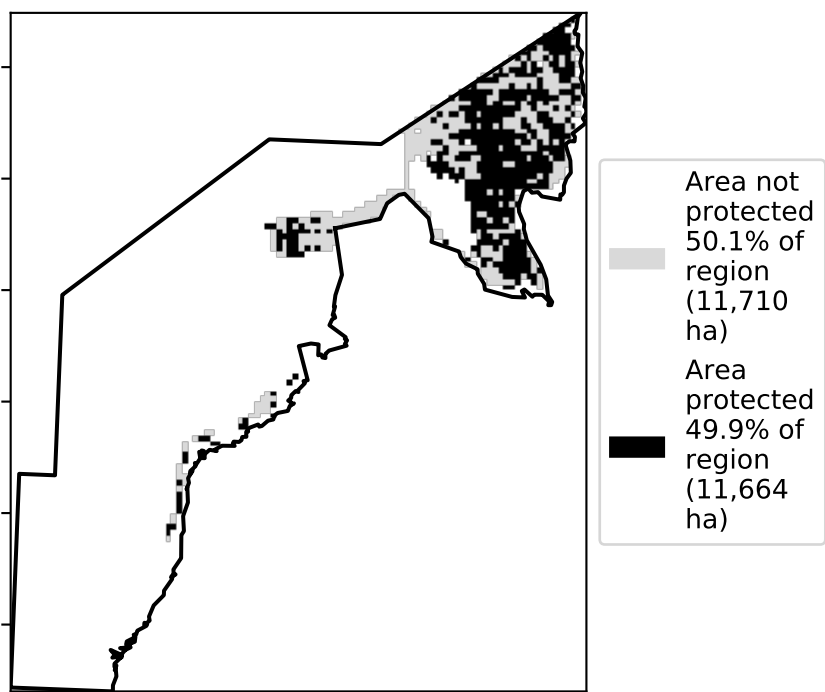 Area not
protected
50.1% of
region
(11,710
ha)
Area
protected
49.9% of
region
(11,664
ha)